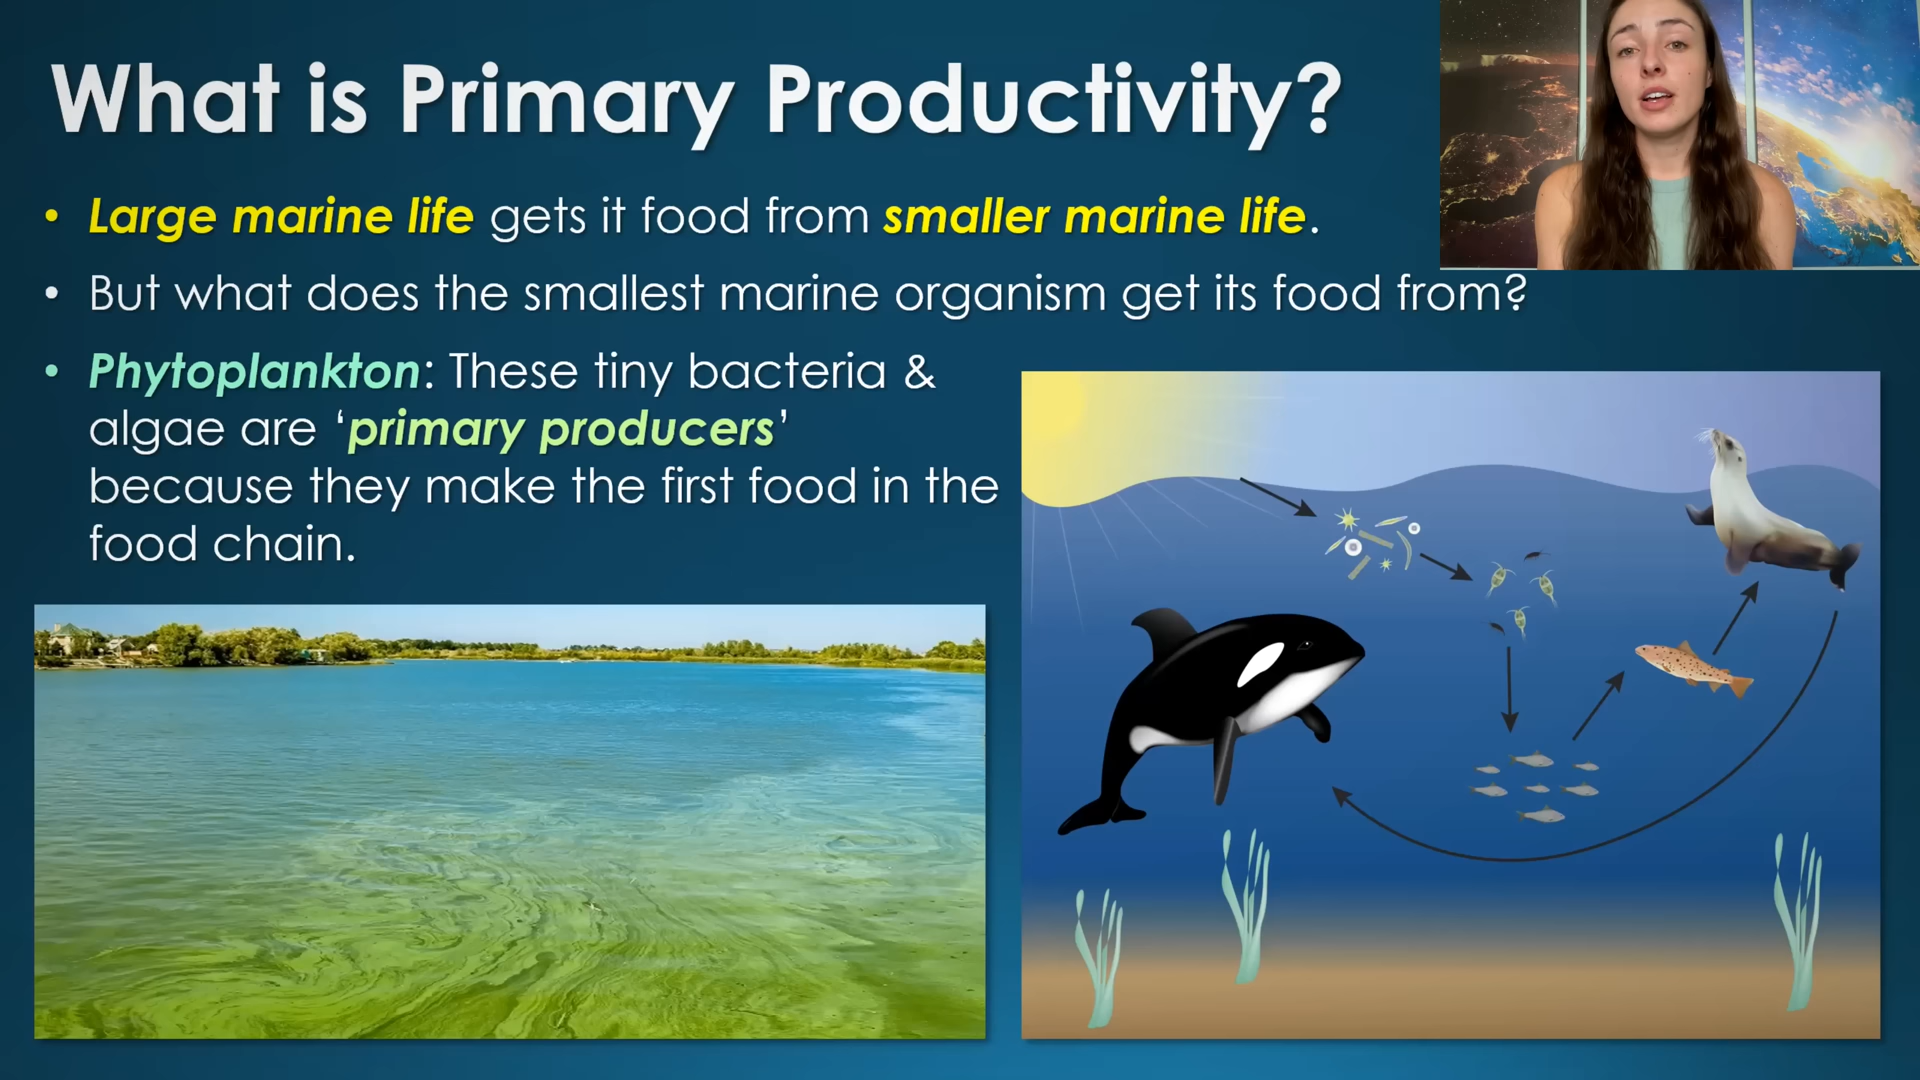 What is Primary Productivity?
• Large marine life gets it food from smaller marine life.
• But what does the smallest marine organism get its food from?
• Phytoplankton: These tiny bacteria &
algae are ‘primary producers’
because they make the first food in the
food chain.